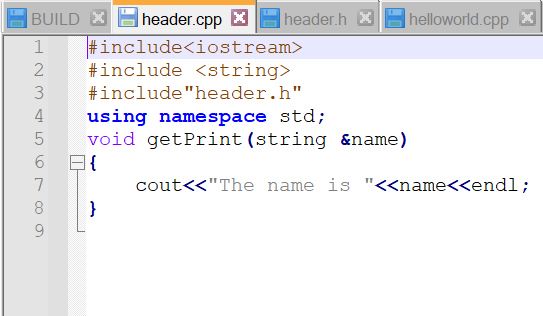 BUILD header.cpp header.h helloworld.cpp
1 #include<iostream>
2 #include <string>
3 #include"header.h"
4 using namespace std;
5 void getPrint(string &name)
6 {
7     cout<<"The name is "<<name<<endl;
8 }
9